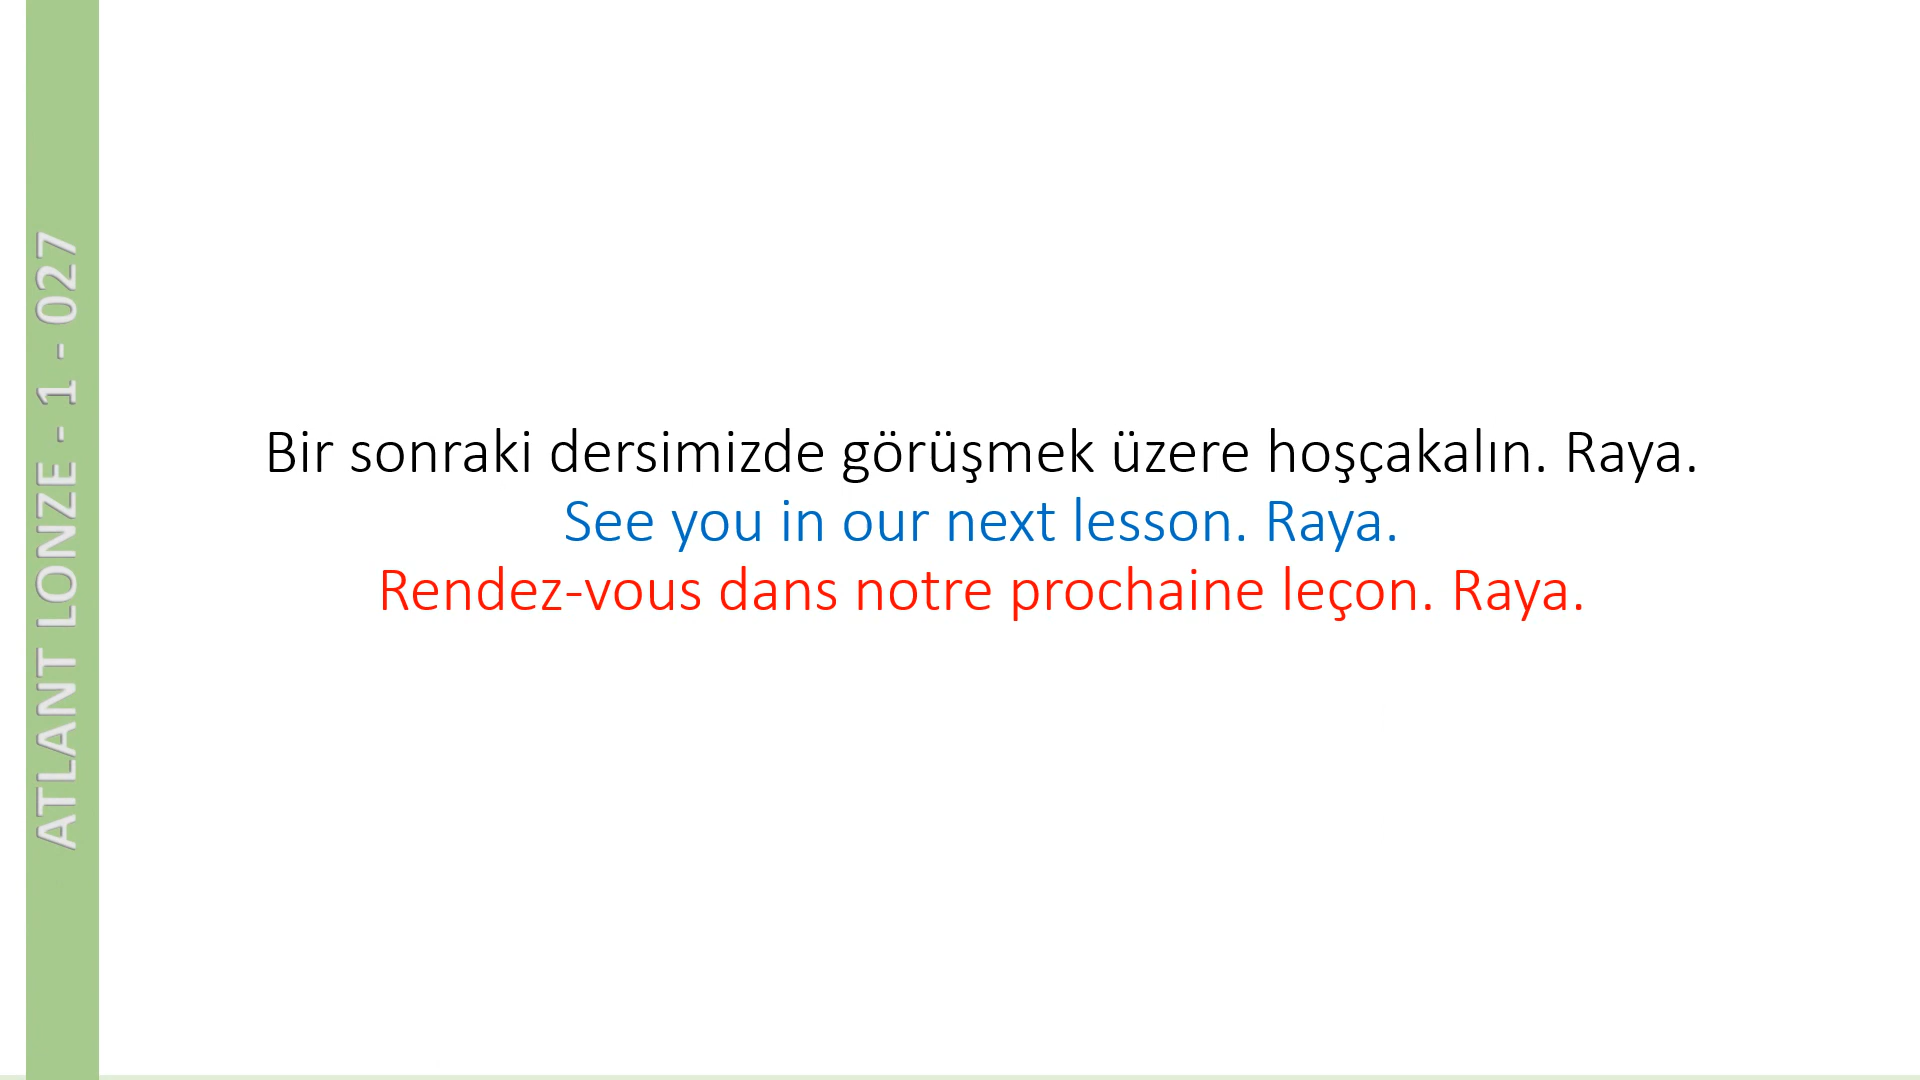 ATLANT LONZE - 1 - 027
Bir sonraki dersimizde görüşmek üzere hoşçakalın. Raya.
See you in our next lesson. Raya.
Rendez-vous dans notre prochaine leçon. Raya.